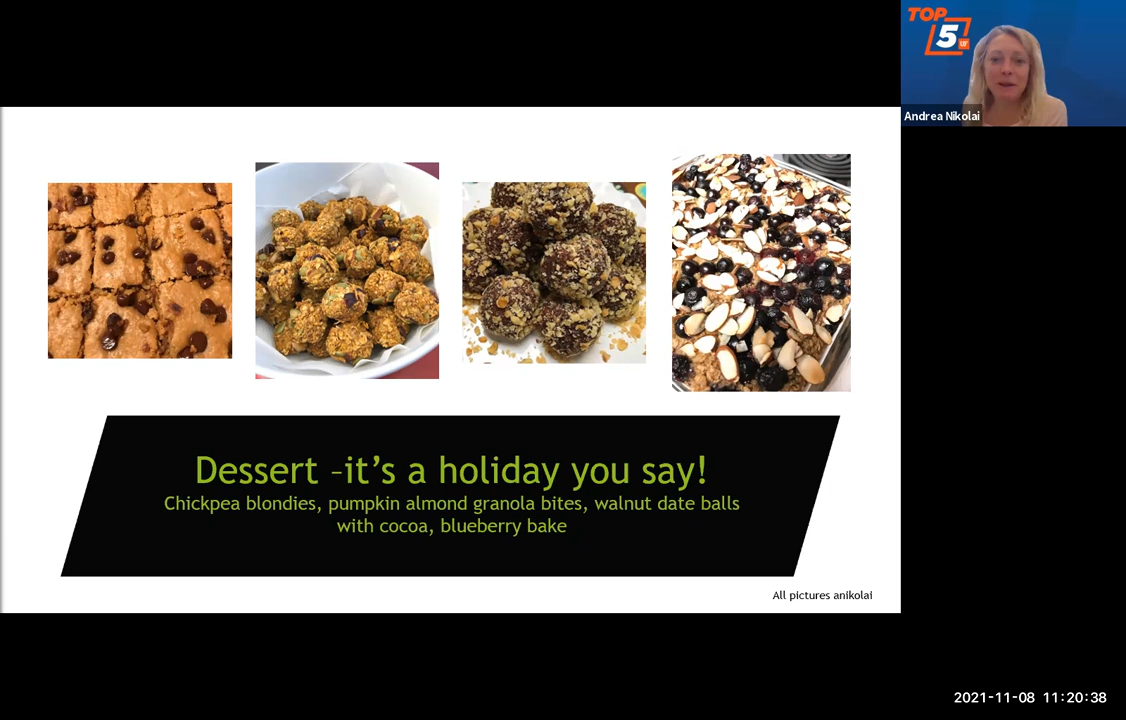 TOP
5
Andrea Nikolai
Dessert –it's a holiday you say!
Chickpea blondies, pumpkin almond granola bites, walnut date balls
with cocoa, blueberry bake
All pictures anikolai
2021-11-08 11:20:38